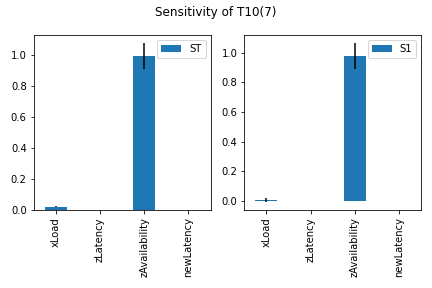 Sensitivity of T10(7)
ST
1.0
0.8
0.6
0.4
0.2
0.0
xLoad
zLatency
zAvailability
newLatency
S1
1.0
0.8
0.6
0.4
0.2
0.0
xLoad
zLatency
zAvailability
newLatency